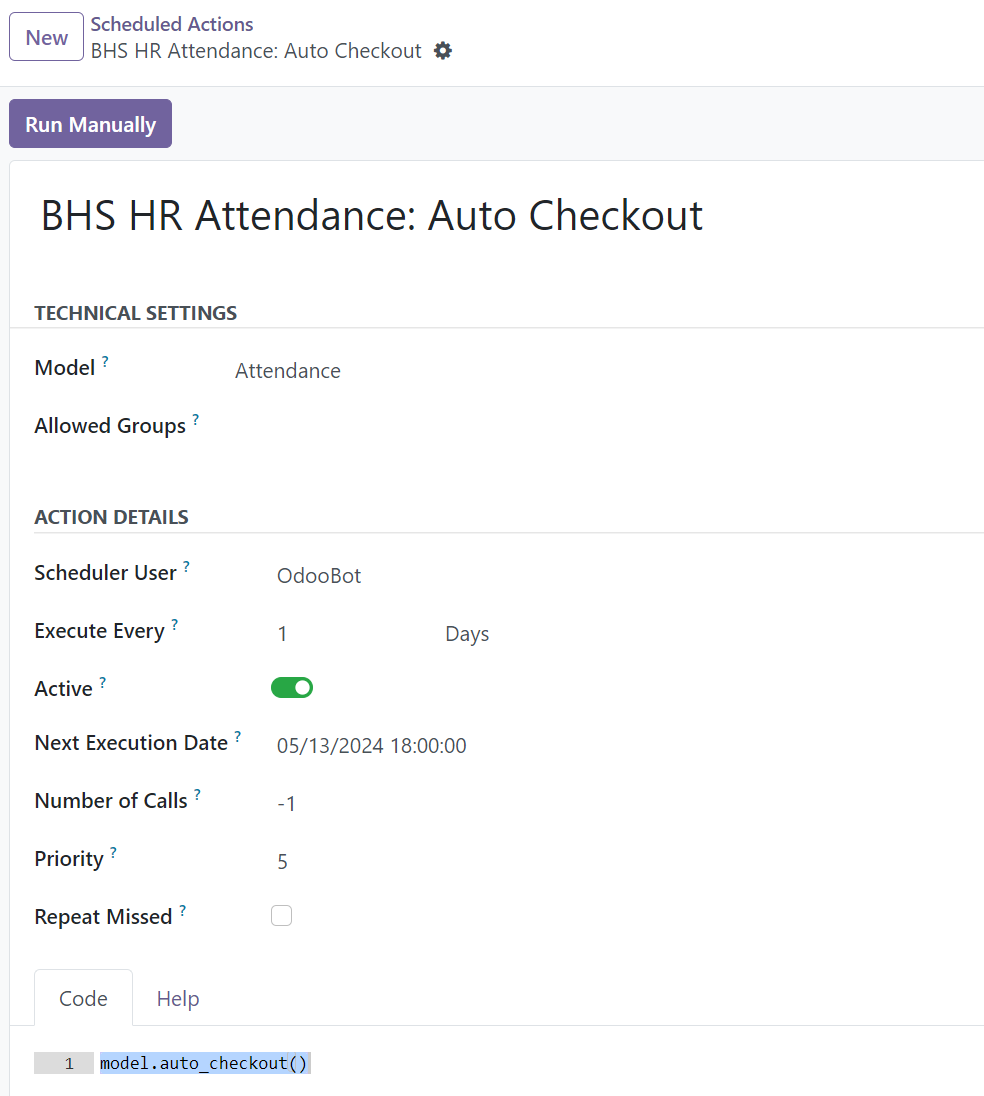 New
Scheduled Actions
BHS HR Attendance: Auto Checkout
Run Manually
BHS HR Attendance: Auto Checkout
TECHNICAL SETTINGS
Model ? Attendance
Allowed Groups ?
ACTION DETAILS
Scheduler User ? OdooBot
Execute Every ? 1 Days
Active ?
Next Execution Date ? 05/13/2024 18:00:00
Number of Calls ? -1
Priority ? 5
Repeat Missed ?
Code Help
1 model.auto_checkout()